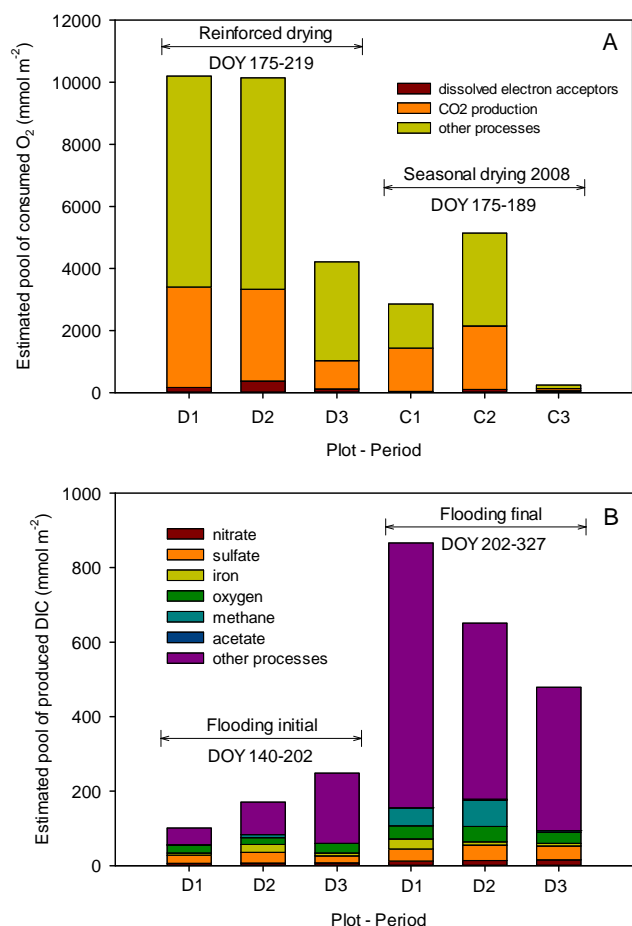 A
Reinforced drying
DOY 175-219
dissolved electron acceptors
CO2 production
other processes
Seasonal drying 2008
DOY 175-189
Estimated pool of consumed O2 (mmol m-2)
12000
10000
8000
6000
4000
2000
0
D1 D2 D3 C1 C2 C3
Plot - Period
B
Flooding final
DOY 202-327
nitrate
sulfate
iron
oxygen
methane
acetate
other processes
Flooding initial
DOY 140-202
Estimated pool of produced DIC (mmol m-2)
1000
800
600
400
200
0
D1 D2 D3 D1 D2 D3
Plot - Period